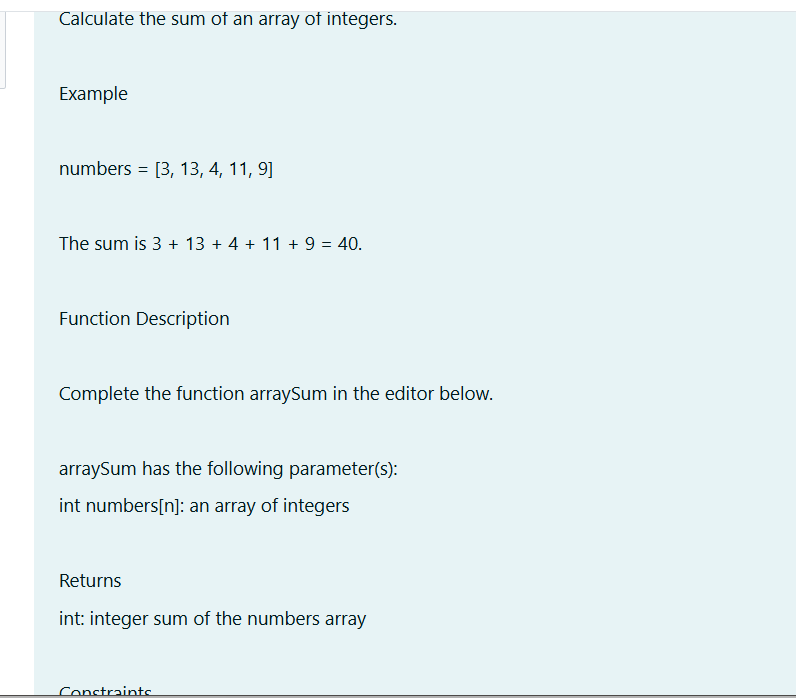 Calculate the sum of an array of integers.
Example
numbers = [3, 13, 4, 11, 9]
The sum is 3 + 13 + 4 + 11 + 9 = 40.
Function Description
Complete the function arraySum in the editor below.
arraySum has the following parameter(s):
int numbers[n]: an array of integers
Returns
int: integer sum of the numbers array
Constraints